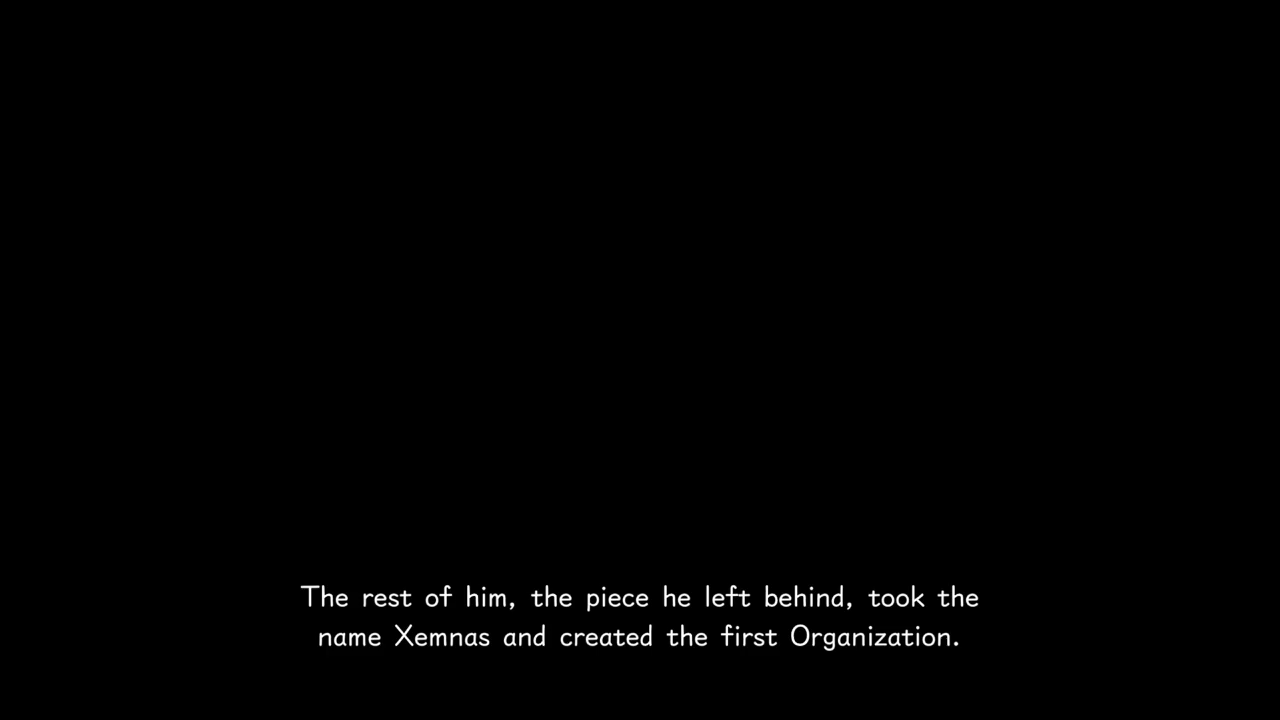 The rest of him, the piece he left behind, took the
name Xemnas and created the first Organization.